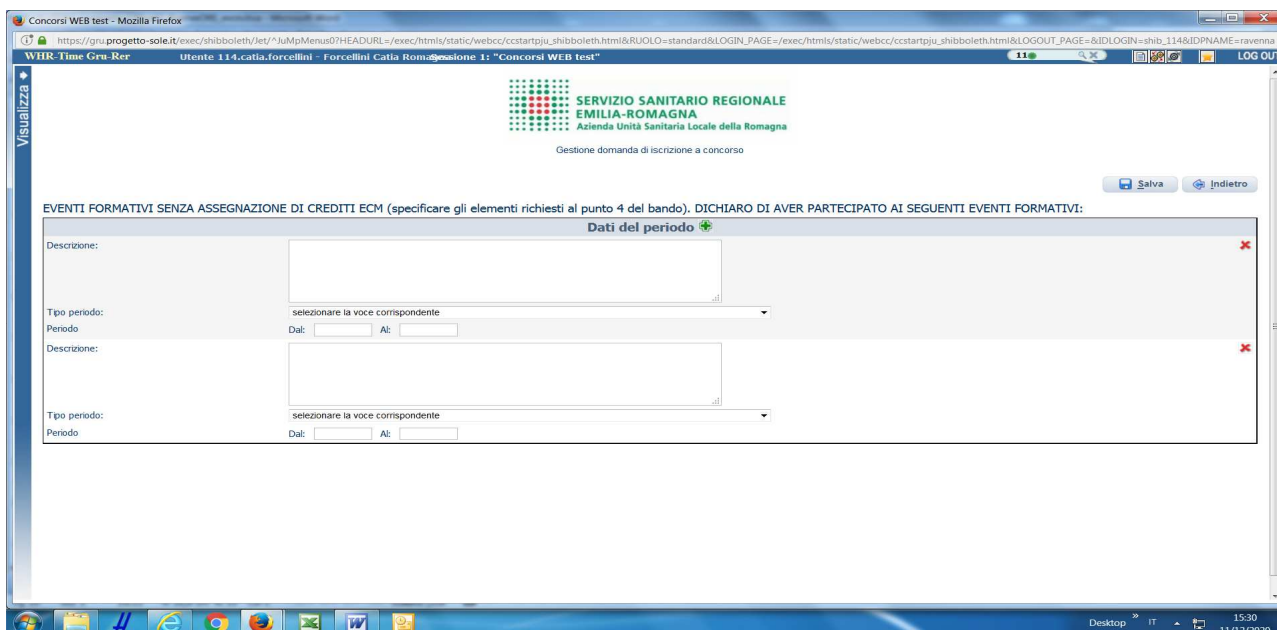 Concorsi WEB test - Mozilla Firefox
https://gru.progetto-sole.it/exec/shibboleth/Jet/^JuMpMenus0?HEADURL=/exec/htmls/static/webcc/ccstartpju_shibboleth.html&RUOLO=standard&LOGIN_PAGE=/exec/htmls/static/webcc/ccstartpju_shibboleth.html&LOGOUT_PAGE=&IDLOGIN=shib_114&IDPNAME=ravenna
WHR-Time Gru-Rer Utente 114.catia.forcellini - Forcellini Catia Romagna Sessione 1: "Concorsi WEB test" 11 LOG OU
Visualizza
SERVIZIO SANITARIO REGIONALE
EMILIA-ROMAGNA
Azienda Unità Sanitaria Locale della Romagna
Gestione domanda di iscrizione a concorso
Salva Indietro
EVENTI FORMATIVI SENZA ASSEGNAZIONE DI CREDITI ECM (specificare gli elementi richiesti al punto 4 del bando). DICHIARO DI AVER PARTECIPATO AI SEGUENTI EVENTI FORMATIVI:
Dati del periodo
Descrizione:
Tipo periodo: selezionare la voce corrispondente
Periodo Dal: Al:
Descrizione:
Tipo periodo: selezionare la voce corrispondente
Periodo Dal: Al:
Desktop » IT 15:30
11/12/2020